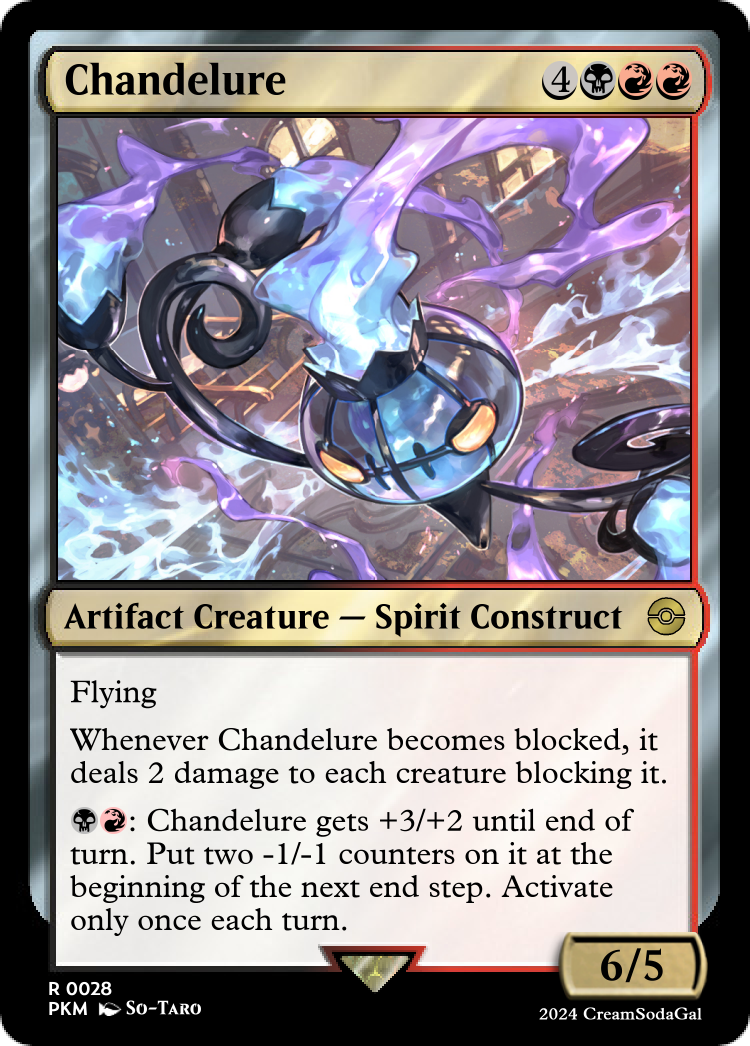 Chandelure 4
Artifact Creature — Spirit Construct
Flying
Whenever Chandelure becomes blocked, it
deals 2 damage to each creature blocking it.
: Chandelure gets +3/+2 until end of
turn. Put two -1/-1 counters on it at the
beginning of the next end step. Activate
only once each turn.
6/5
R 0028
PKM So-Taro
2024 CreamSodaGal